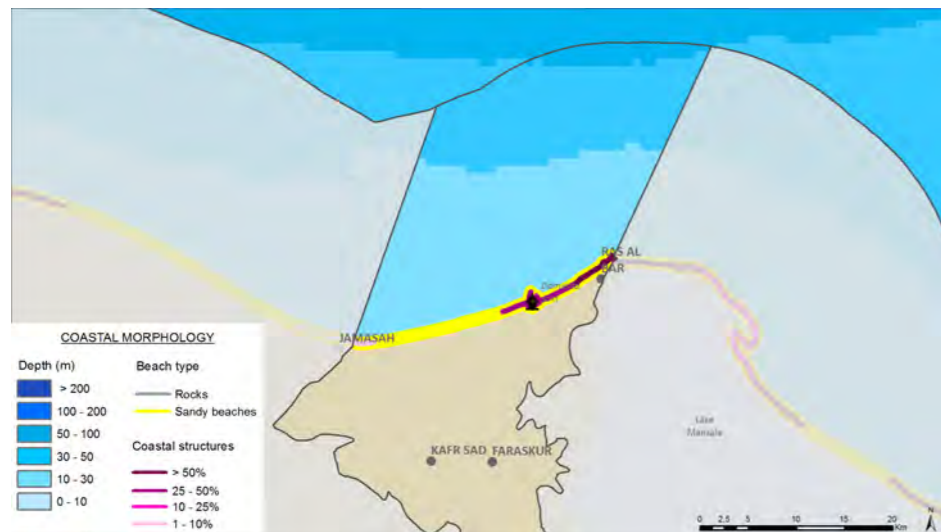 RAS AL
BAR
JAMASAH
KAFR SAD
FARASKUR
Lake
COASTAL MORPHOLOGY
Depth (m)
> 200
100 - 200
50 - 100
30 - 50
10 - 30
0 - 10
Beach type
Rocks
Sandy beaches
Coastal structures
> 50%
25 - 50%
10 - 25%
1 - 10%
0 2.5 5 10 15 20
Km
N